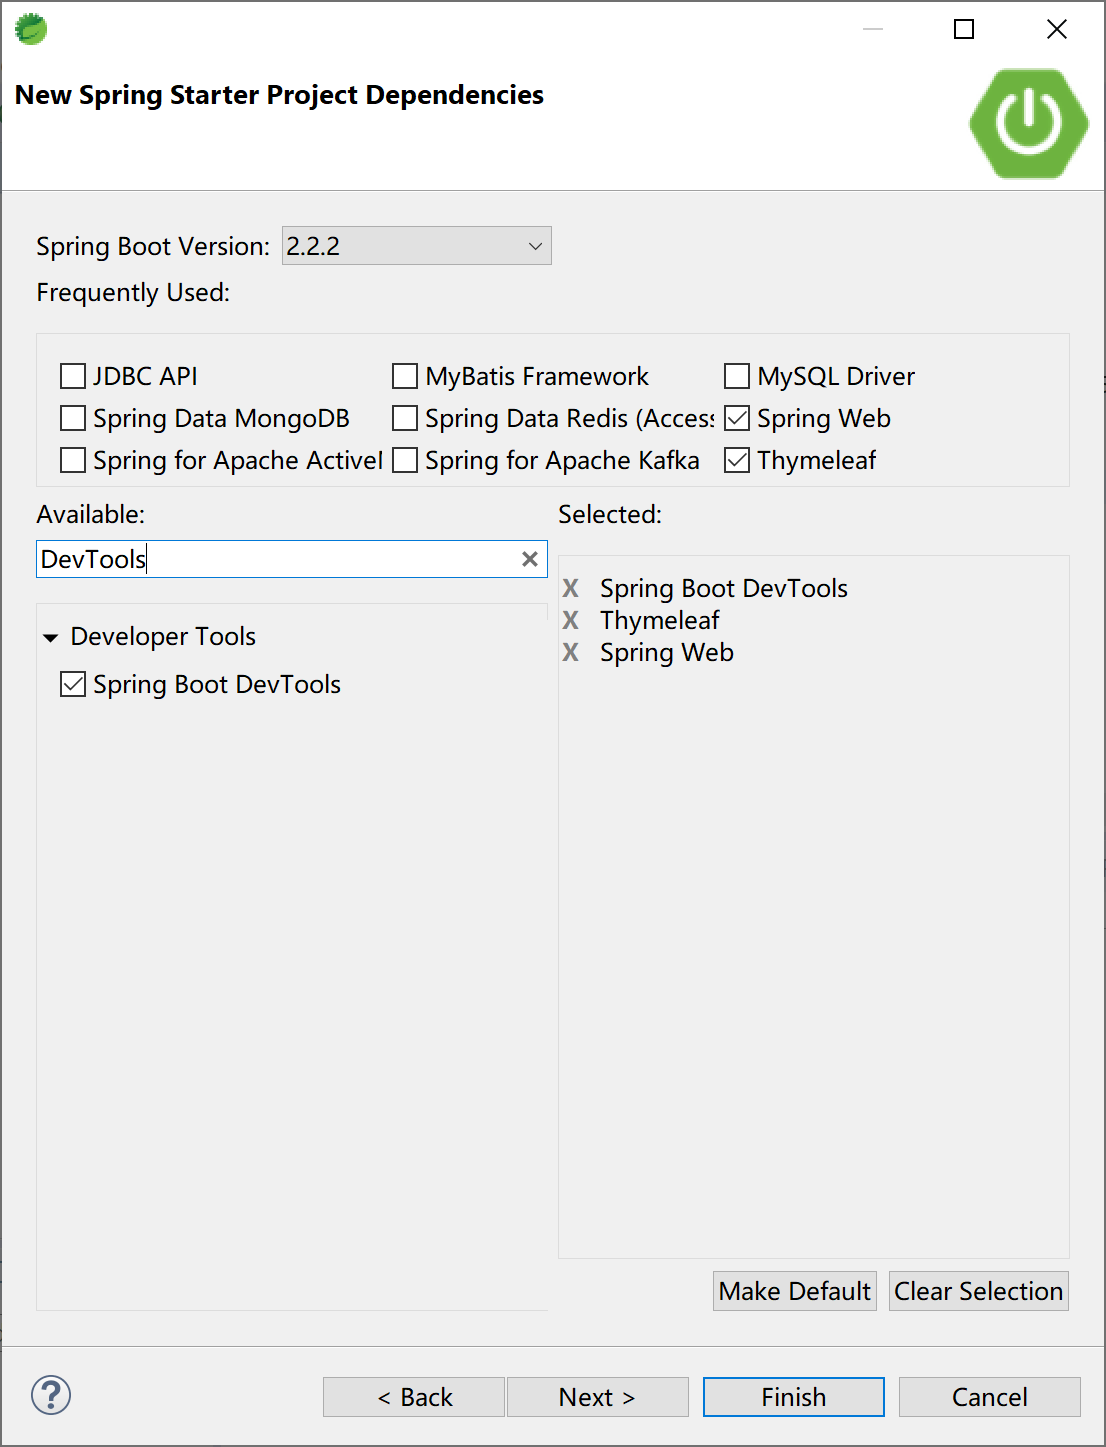 New Spring Starter Project Dependencies
Spring Boot Version: 2.2.2
Frequently Used:
JDBC API MyBatis Framework MySQL Driver
Spring Data MongoDB Spring Data Redis (Access Spring Web
Spring for Apache Active Spring for Apache Kafka Thymeleaf
Available: Selected:
DevTools
X Spring Boot DevTools
X Thymeleaf
X Spring Web
Developer Tools
Spring Boot DevTools
Make Default Clear Selection
? < Back Next > Finish Cancel